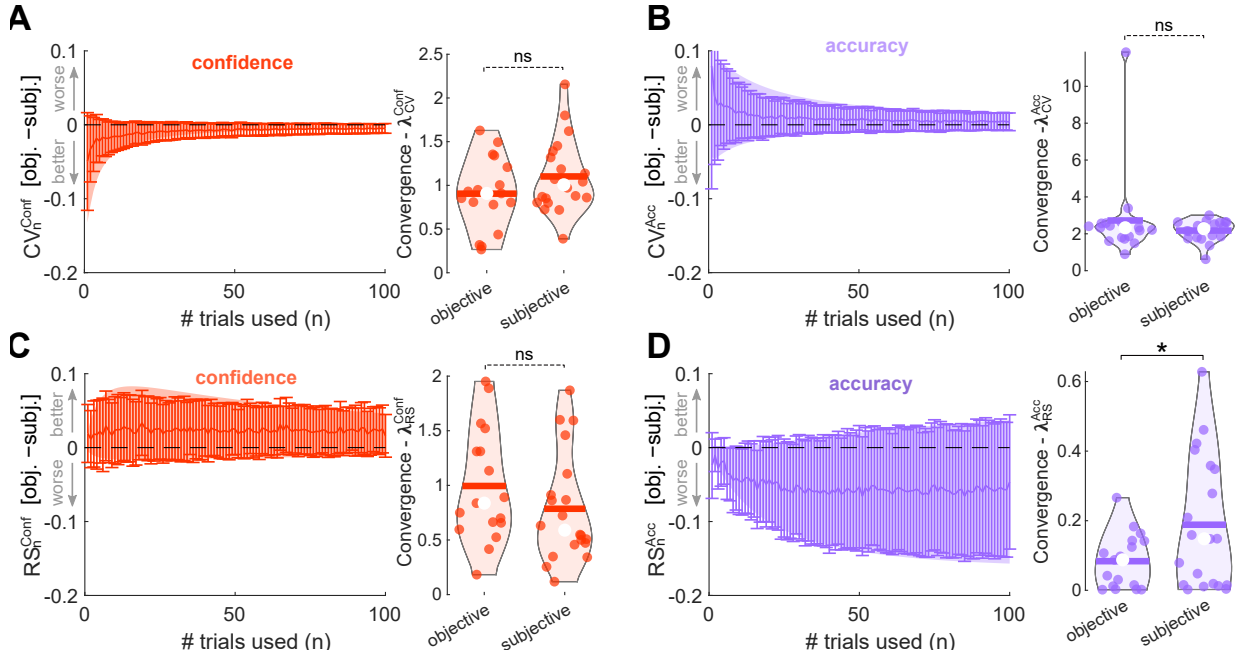 A
confidence
0.1
0
-0.1
-0.2
worse
better
CV_n^Conf [obj. –subj.]
0
50
100
# trials used (n)
ns
2.5
2
1.5
1
0.5
0
Convergence - λ_CV^Conf
objective
subjective
B
accuracy
0.1
0
-0.1
-0.2
worse
better
CV_n^Acc [obj. –subj.]
0
50
100
# trials used (n)
ns
10
8
6
4
2
0
Convergence -λ_CV^Acc
objective
subjective
C
confidence
0.1
0
-0.1
-0.2
better
worse
RS_n^Conf [obj. –subj.]
0
50
100
# trials used (n)
ns
2
1.5
1
0.5
0
Convergence - λ_RS^Conf
objective
subjective
D
accuracy
0.1
0
-0.1
-0.2
better
worse
RS_n^Acc [obj. –subj.]
0
50
100
# trials used (n)
*
0.6
0.4
0.2
0
Convergence - λ_RS^Acc
objective
subjective